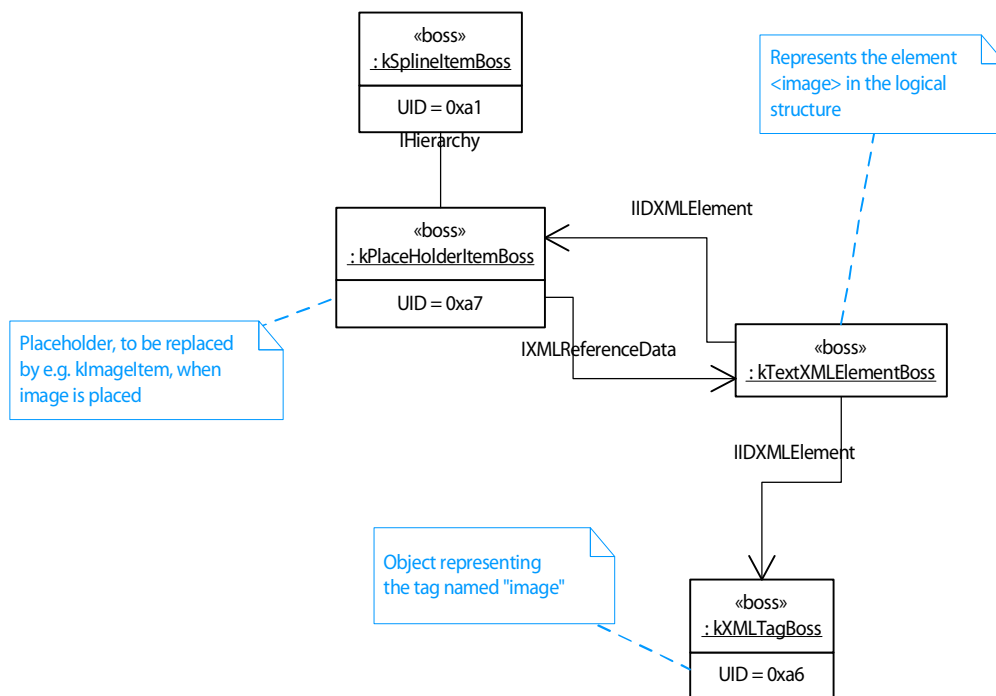 «boss»
: kSplineItemBoss
UID = 0xa1
IHierarchy
Represents the element
<image> in the logical
structure
«boss»
: kPlaceHolderItemBoss
UID = 0xa7
IIDXMLElement
IXMLReferenceData
Placeholder, to be replaced
by e.g. kImageItem, when
image is placed
«boss»
: kTextXMLElementBoss
IIDXMLElement
Object representing
the tag named "image"
«boss»
: kXMLTagBoss
UID = 0xa6